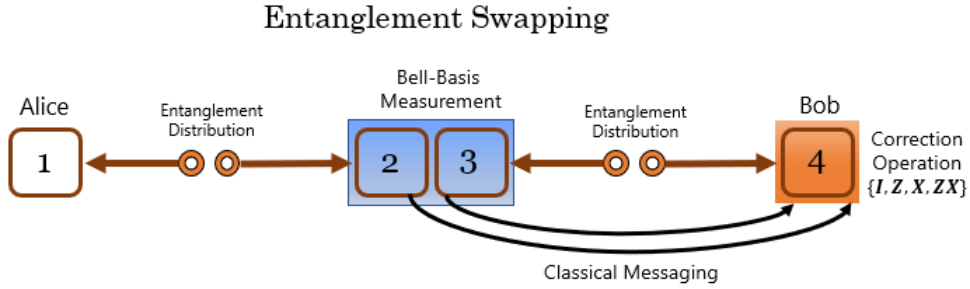 Entanglement Swapping
Alice
1
Entanglement
Distribution
Bell-Basis
Measurement
2
3
Entanglement
Distribution
Bob
4
Correction
Operation
{I, Z, X, ZX}
Classical Messaging